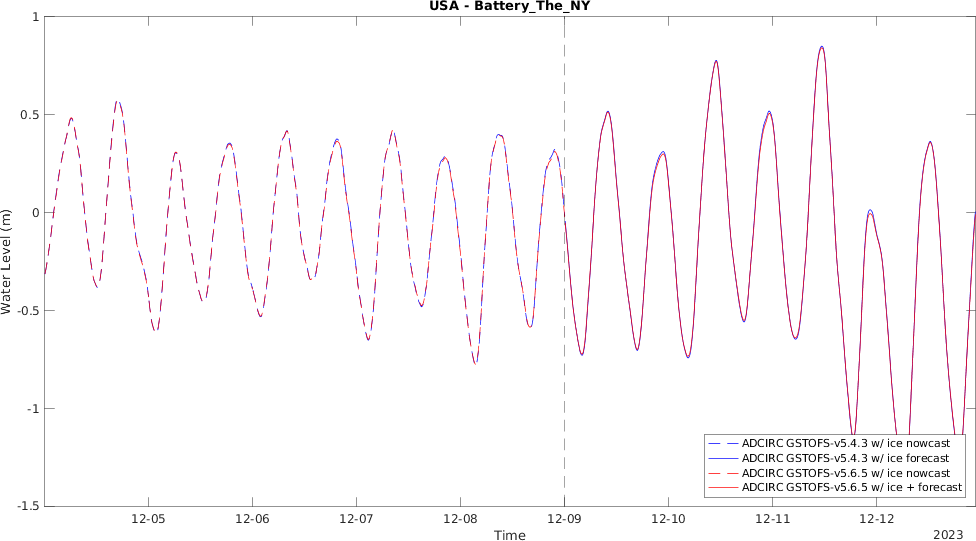 USA - Battery_The_NY
1
0.5
0
-0.5
-1
-1.5
Water Level (m)
12-05
12-06
12-07
12-08
12-09
12-10
12-11
12-12
Time
2023
ADCIRC GSTOFS-v5.4.3 w/ ice nowcast
ADCIRC GSTOFS-v5.4.3 w/ ice forecast
ADCIRC GSTOFS-v5.6.5 w/ ice nowcast
ADCIRC GSTOFS-v5.6.5 w/ ice + forecast